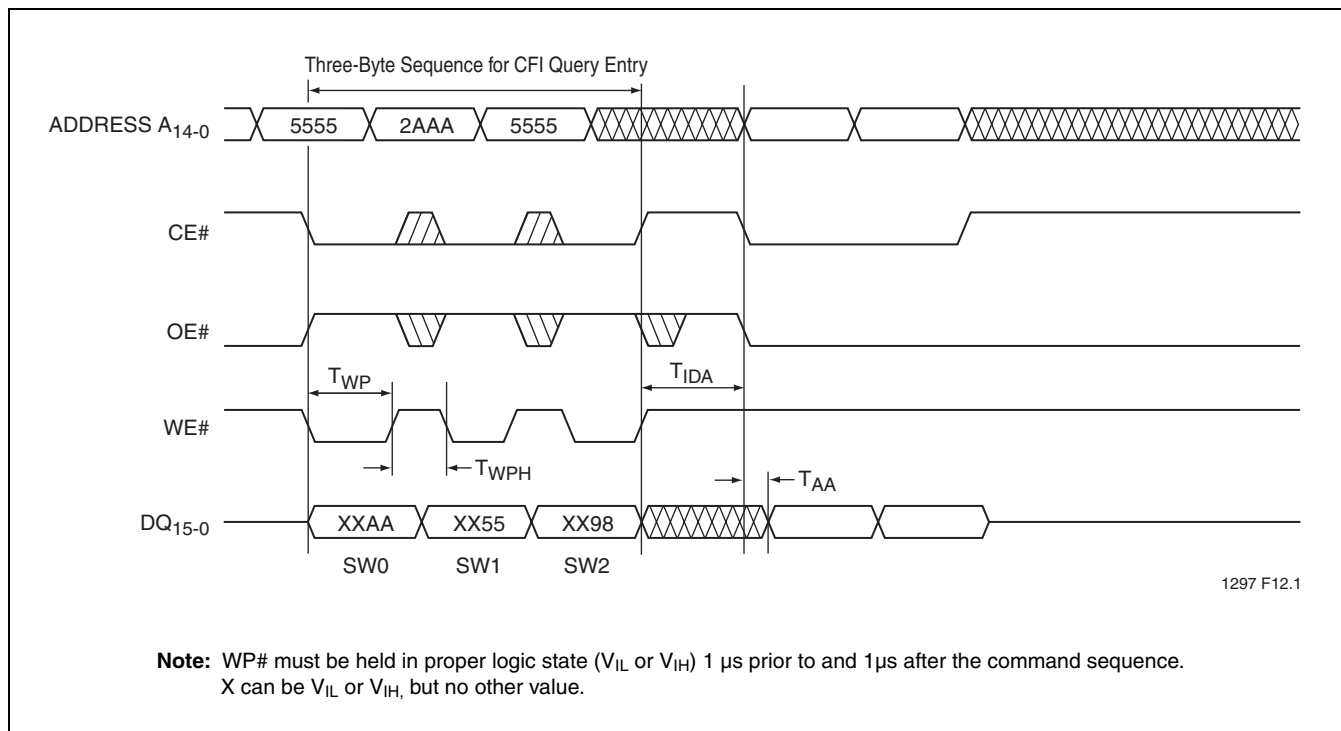 Three-Byte Sequence for CFI Query Entry
ADDRESS A14-0
5555
2AAA
5555
CE#
OE#
TWP
TIDA
WE#
TWPH
TAA
DQ15-0
XXAA
XX55
XX98
SW0
SW1
SW2
1297 F12.1
Note: WP# must be held in proper logic state (VIL or VIH) 1 µs prior to and 1µs after the command sequence.
X can be VIL or VIH, but no other value.